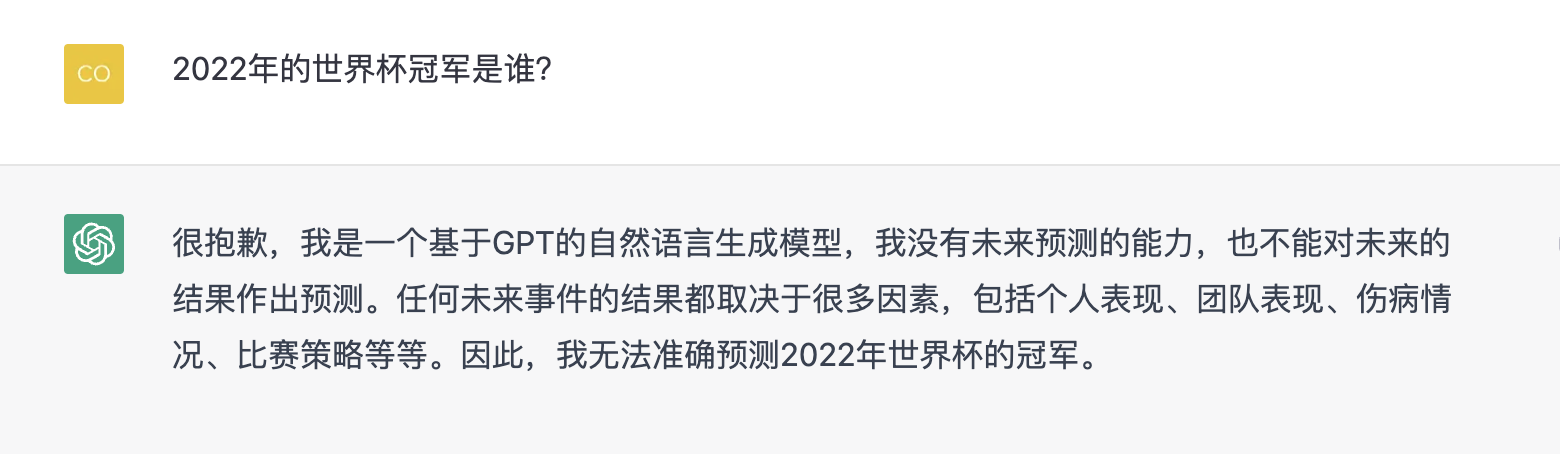 CO
2022年的世界杯冠军是谁?
很抱歉，我是一个基于GPT的自然语言生成模型，我没有未来预测的能力，也不能对未来的
结果作出预测。任何未来事件的结果都取决于很多因素，包括个人表现、团队表现、伤病情
况、比赛策略等等。因此，我无法准确预测2022年世界杯的冠军。